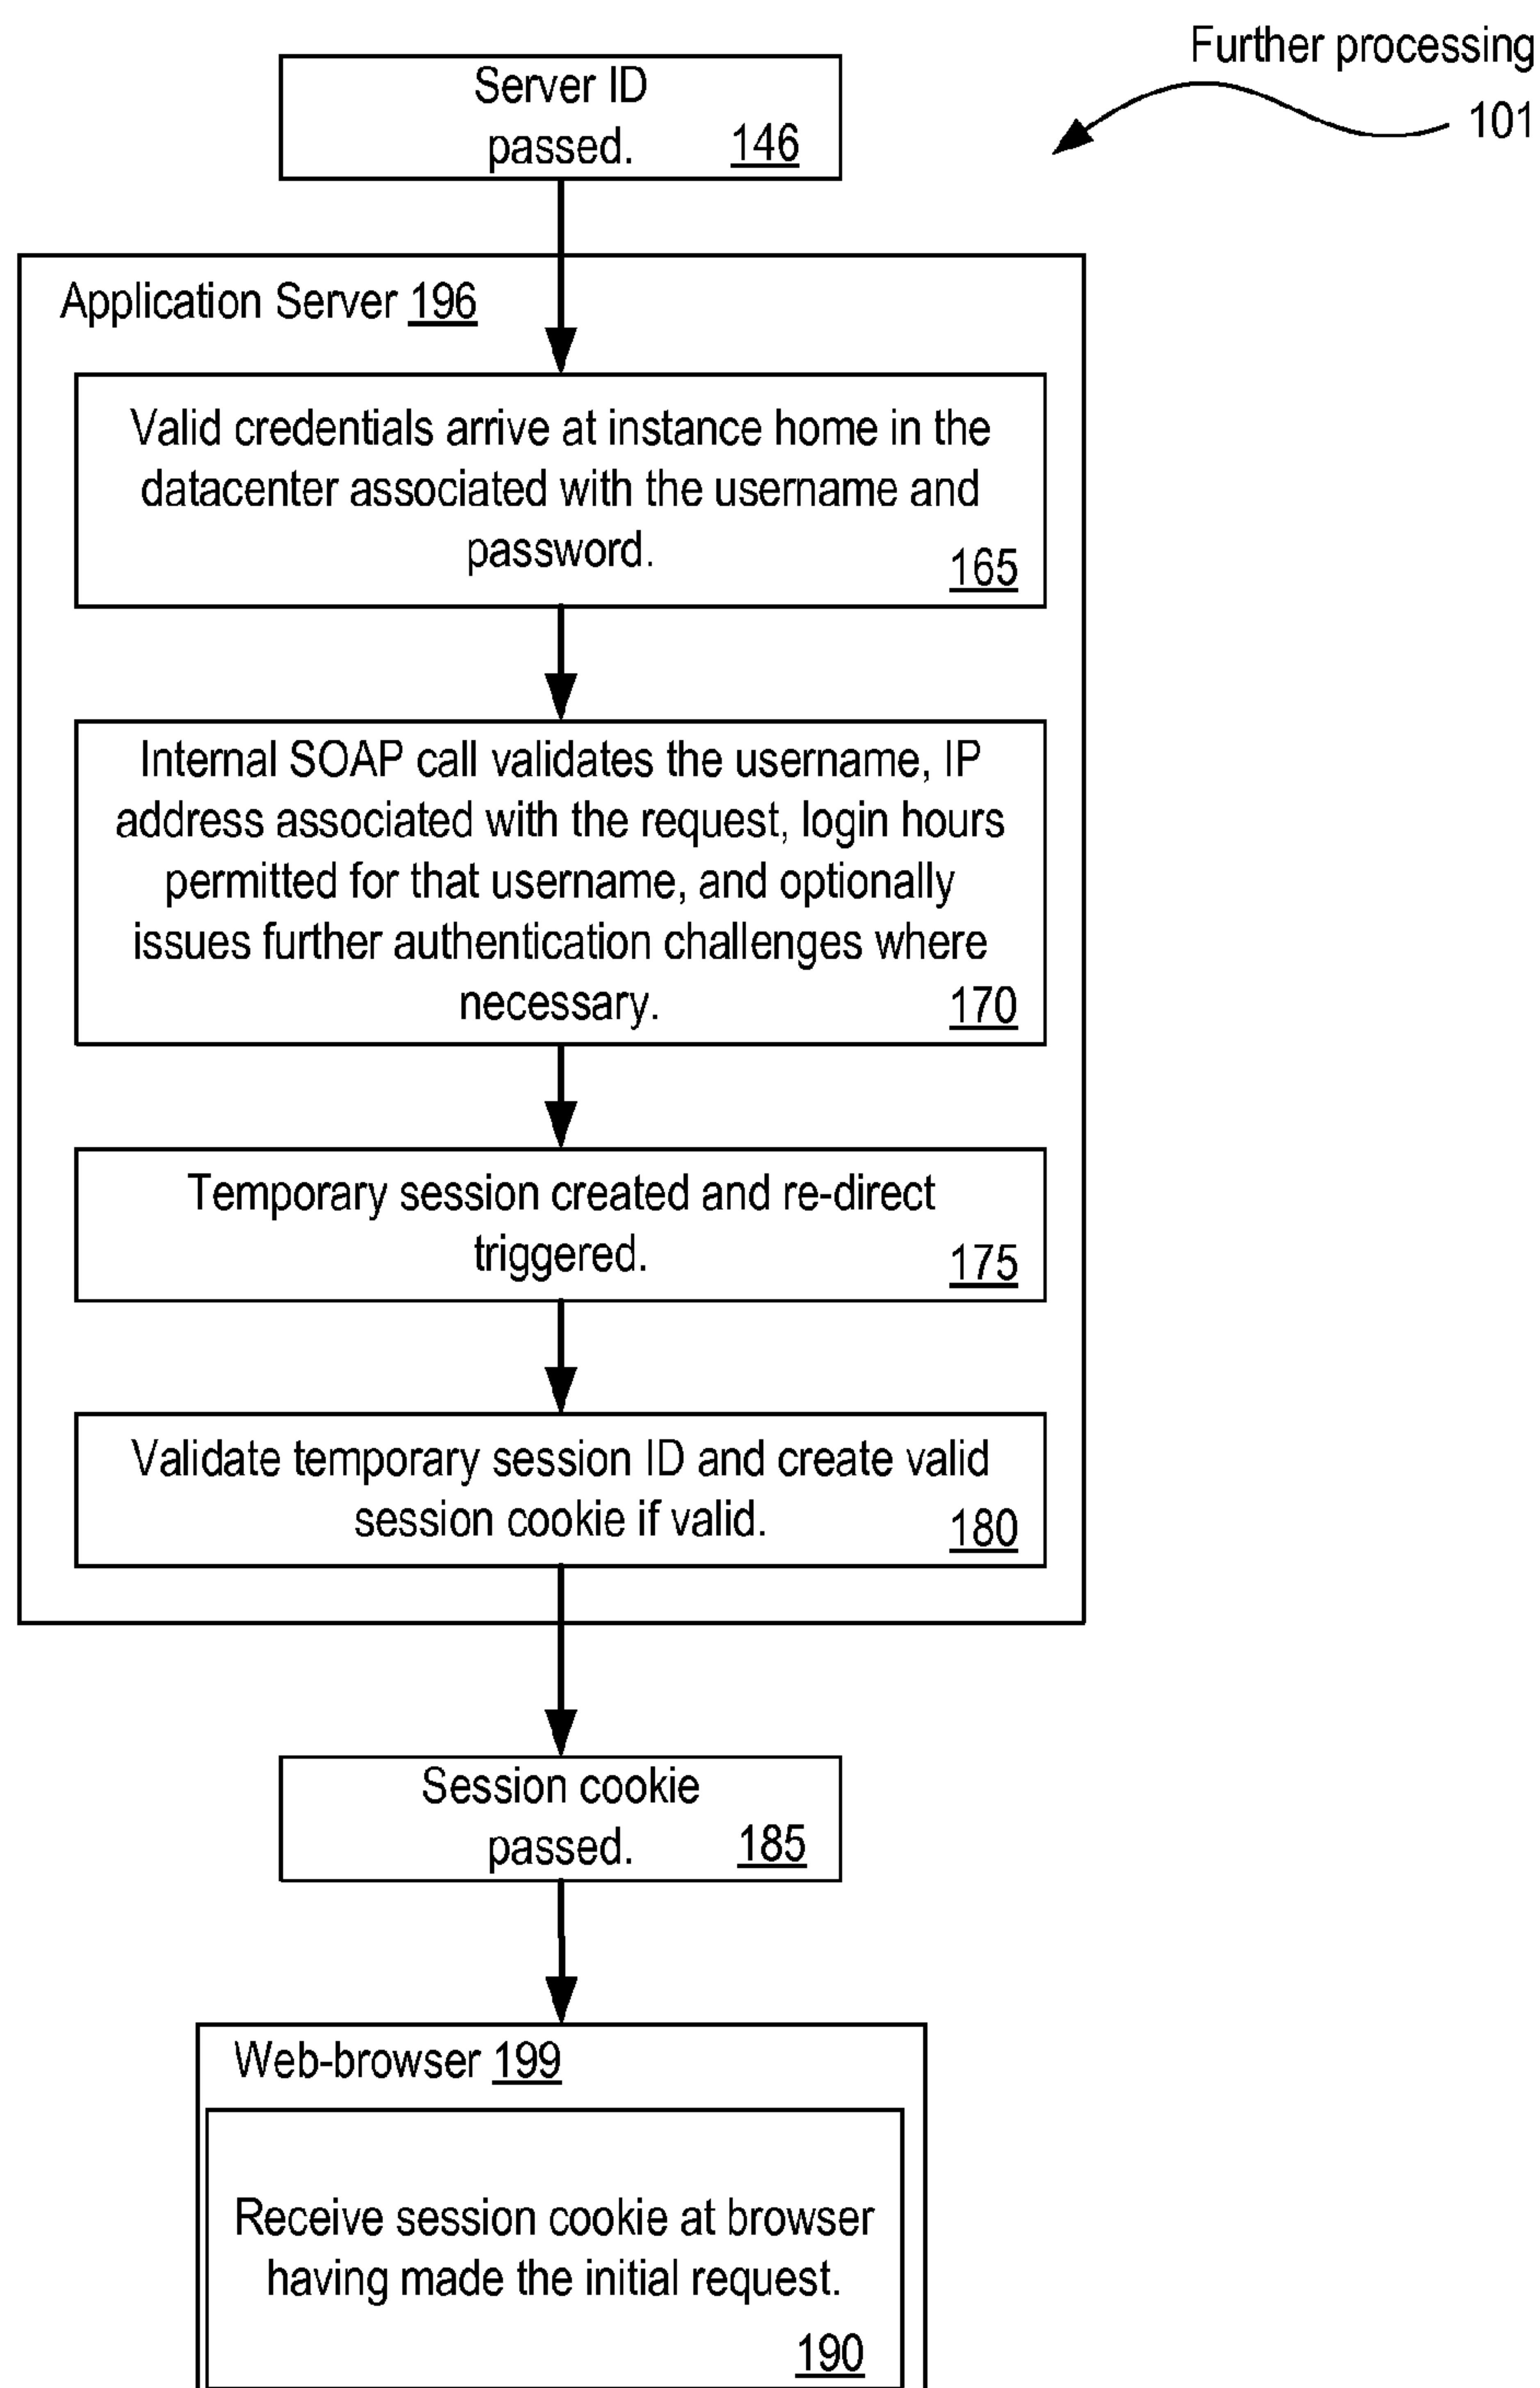 Further processing
101
Server ID
passed. 146
Application Server 196
Valid credentials arrive at instance home in the
datacenter associated with the username and
password. 165
Internal SOAP call validates the username, IP
address associated with the request, login hours
permitted for that username, and optionally
issues further authentication challenges where
necessary. 170
Temporary session created and re-direct
triggered. 175
Validate temporary session ID and create valid
session cookie if valid. 180
Session cookie
passed. 185
Web-browser 199
Receive session cookie at browser
having made the initial request.
190